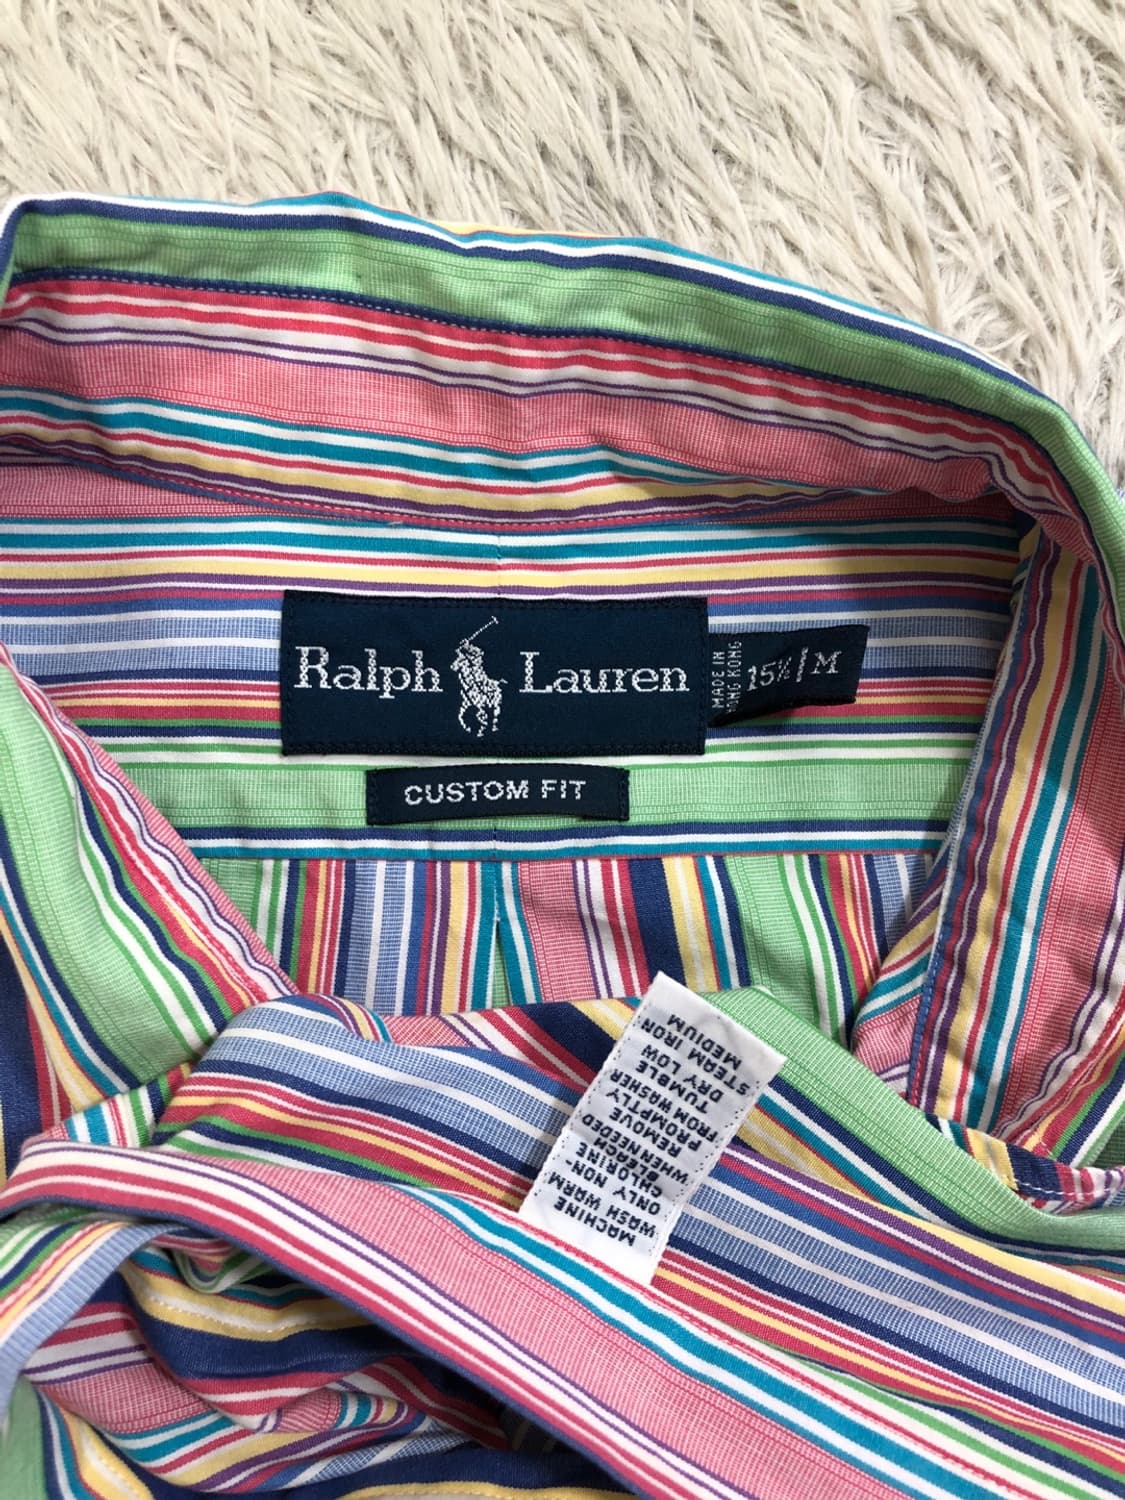 Ralph Lauren
MADE IN
HONG KONG
15½|M
CUSTOM FIT
MACHINE
WASH WARM
ONLY NON-
CHLORINE
BLEACH
WHEN NEEDED
REMOVE
PROMPTLY
FROM WASHER
TUMBLE
DRY LOW
STEAM IRON
MEDIUM